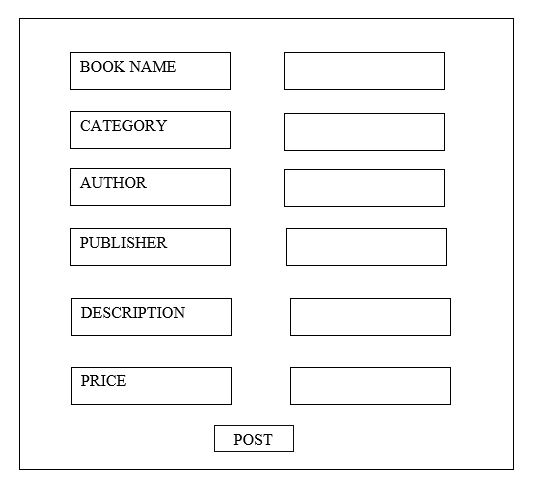 BOOK NAME
CATEGORY
AUTHOR
PUBLISHER
DESCRIPTION
PRICE
POST